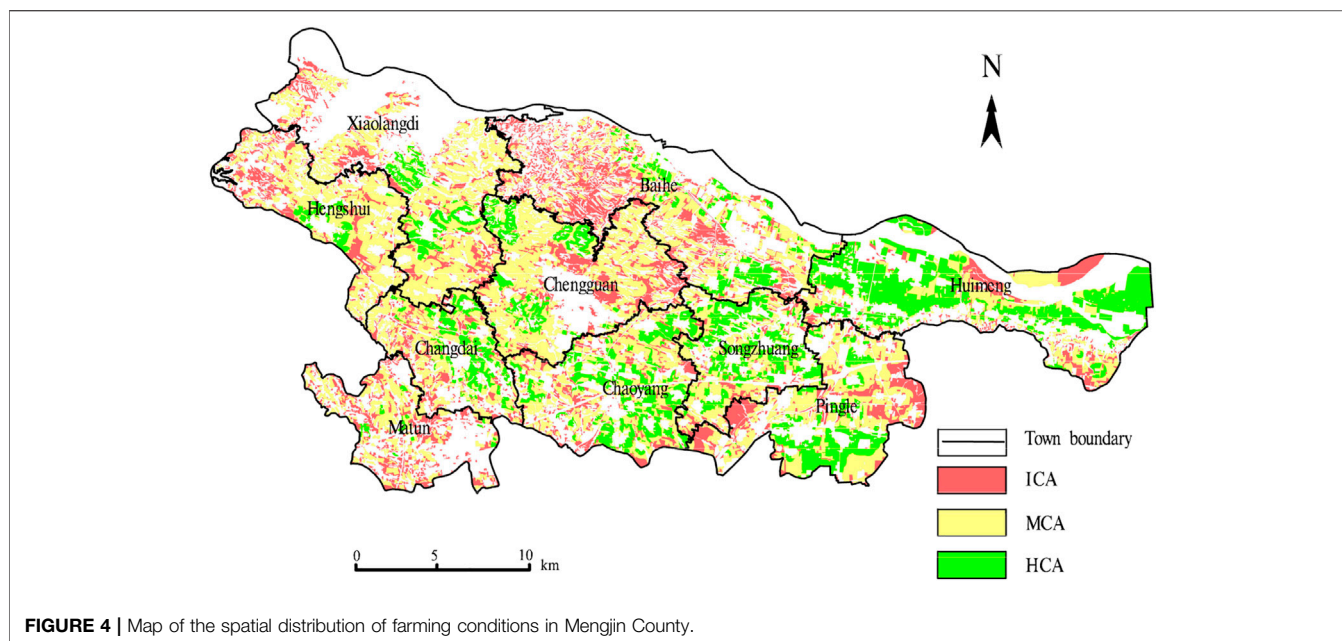 N
Xiaolangdi
Baihe
Hengshui
Chengguan
Huimeng
Changdai
Songzhuang
Chaoyang
Pingle
Matun
Town boundary
ICA
MCA
HCA
0 5 10
km
FIGURE 4 | Map of the spatial distribution of farming conditions in Mengjin County.